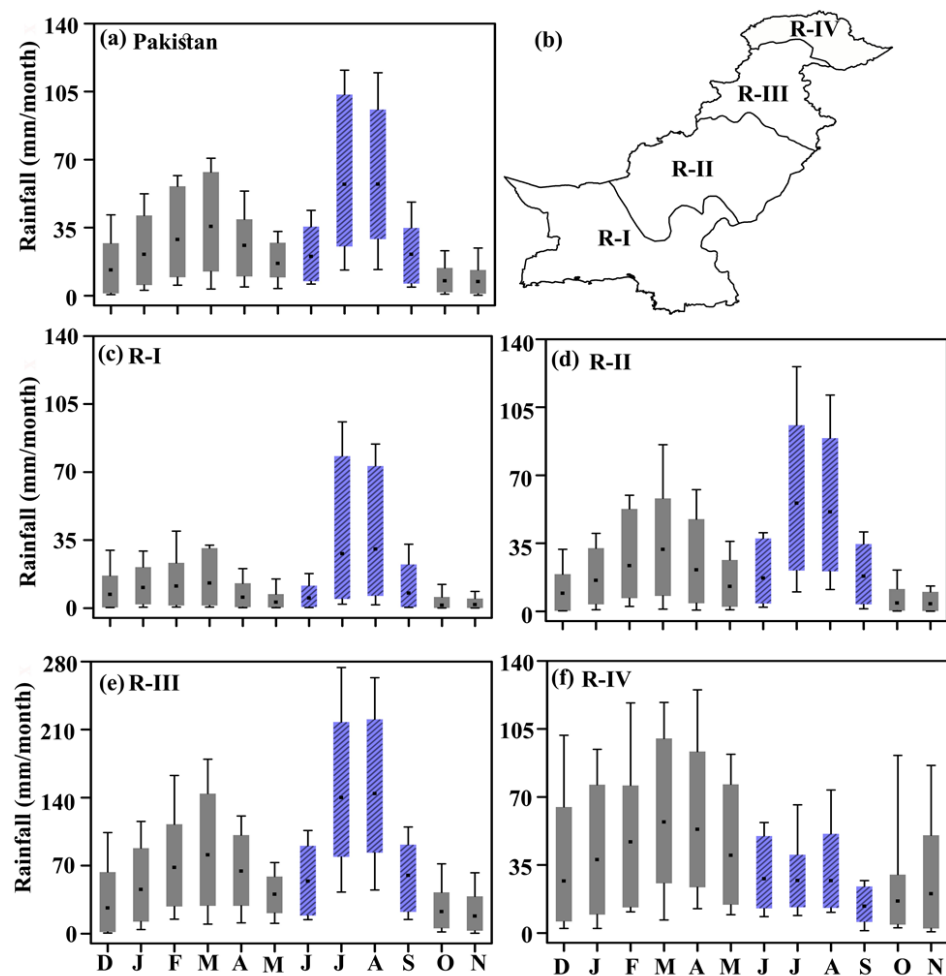 (a) Pakistan
Rainfall (mm/month)
140
105
70
35
0
(b)
R-IV
R-III
R-II
R-I
(c) R-I
Rainfall (mm/month)
140
105
70
35
0
(d) R-II
140
105
70
35
0
(e) R-III
Rainfall (mm/month)
280
210
140
70
0
D J F M A M J J A S O N
(f) R-IV
140
105
70
35
0
D J F M A M J J A S O N